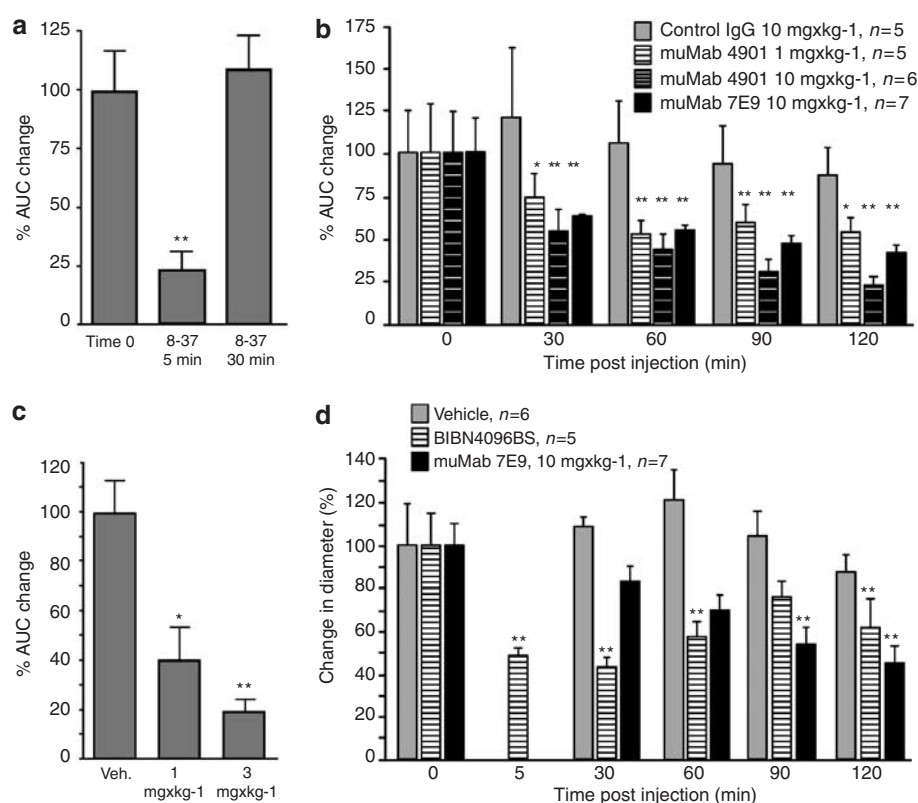 a
125
100
75
50
25
0
% AUC change
**
Time 0
8-37
5 min
8-37
30 min
b
Control IgG 10 mgxkg-1, n=5
muMab 4901 1 mgxkg-1, n=5
muMab 4901 10 mgxkg-1, n=6
muMab 7E9 10 mgxkg-1, n=7
175
150
125
100
75
50
25
0
% AUC change
* ** **
** ** **
** ** **
* ** **
0 30 60 90 120
Time post injection (min)
c
120
100
80
60
40
20
0
% AUC change
*
**
Veh.
1
mgxkg-1
3
mgxkg-1
d
Vehicle, n=6
BIBN4096BS, n=5
muMab 7E9, 10 mgxkg-1, n=7
140
120
100
80
60
40
20
0
Change in diameter (%)
**
**
**
**
**
**
0 5 30 60 90 120
Time post injection (min)